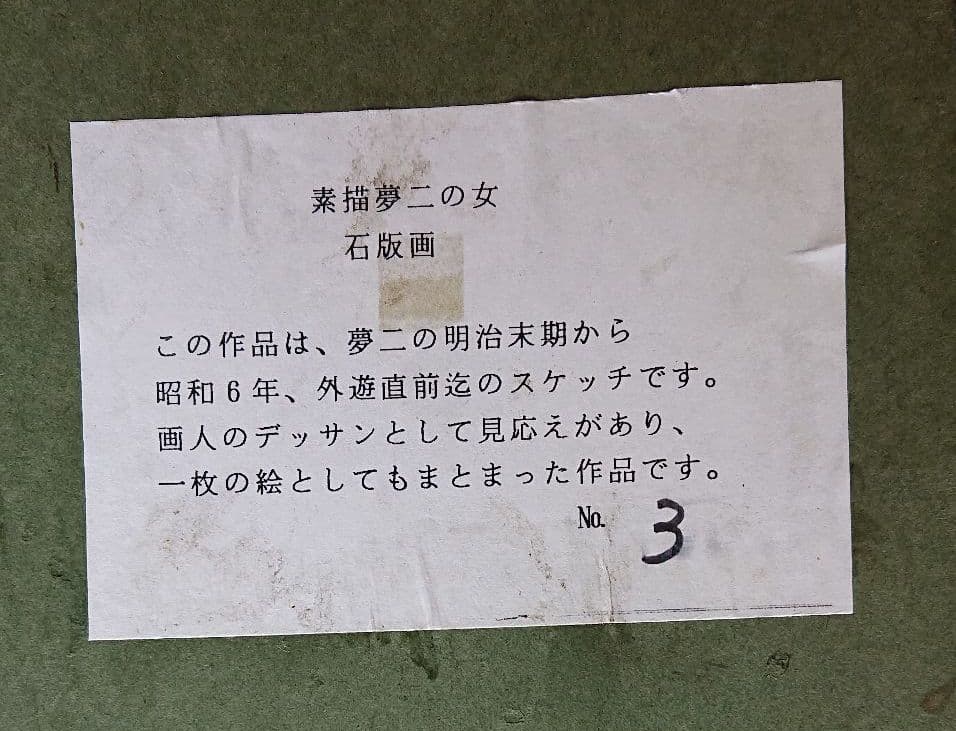 素描夢二の女
石版画
この作品は、夢二の明治末期から
昭和6年、外遊直前迄のスケッチです。
画人のデッサンとして見応えがあり、
一枚の絵としてもまとまった作品です。
№ 3